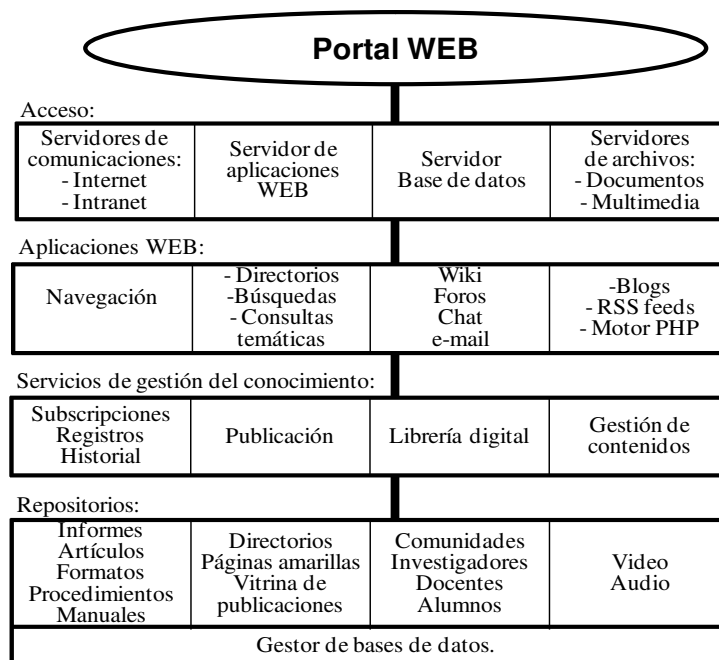 Portal WEB
Acceso:
Servidores de
comunicaciones:
- Internet
- Intranet
Servidor de
aplicaciones
WEB
Servidor
Base de datos
Servidores
de archivos:
- Documentos
- Multimedia
Aplicaciones WEB:
Navegación
- Directorios
-Búsquedas
- Consultas
temáticas
Wiki
Foros
Chat
e-mail
-Blogs
- RSS feeds
- Motor PHP
Servicios de gestión del conocimiento:
Subscripciones
Registros
Historial
Publicación
Librería digital
Gestión de
contenidos
Repositorios:
Informes
Artículos
Formatos
Procedimientos
Manuales
Directorios
Páginas amarillas
Vitrina de
publicaciones
Comunidades
Investigadores
Docentes
Alumnos
Video
Audio
Gestor de bases de datos.